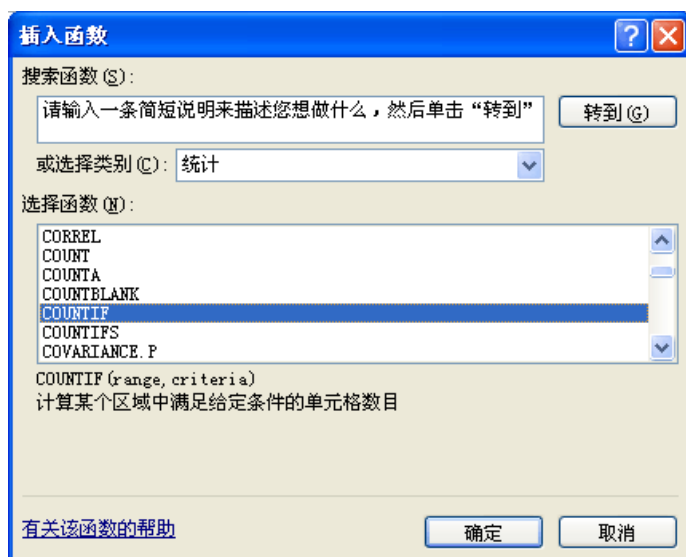 插入函数
搜索函数(S):
请输入一条简短说明来描述您想做什么，然后单击“转到”
转到(G)
或选择类别(C): 统计
选择函数(N):
CORREL
COUNT
COUNTA
COUNTBLANK
COUNTIF
COUNTIFS
COVARIANCE.P
COUNTIF(range,criteria)
计算某个区域中满足给定条件的单元格数目
有关该函数的帮助
确定
取消